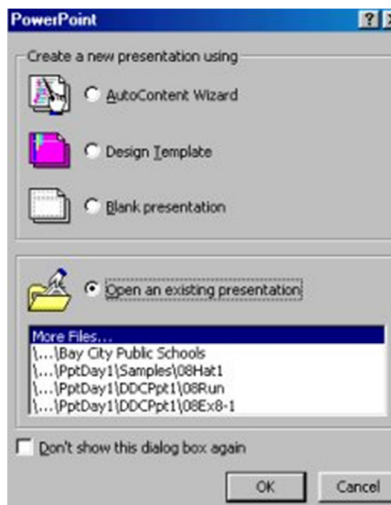 PowerPoint
Create a new presentation using
AutoContent Wizard
Design Template
Blank presentation
Open an existing presentation
More Files...
\...\Bay City Public Schools
\...\PptDay1\Samples\08Hat1
\...\PptDay1\DDCPpt1\08Run
\...\PptDay1\DDCPpt1\08Ex8-1
Don't show this dialog box again
OK Cancel